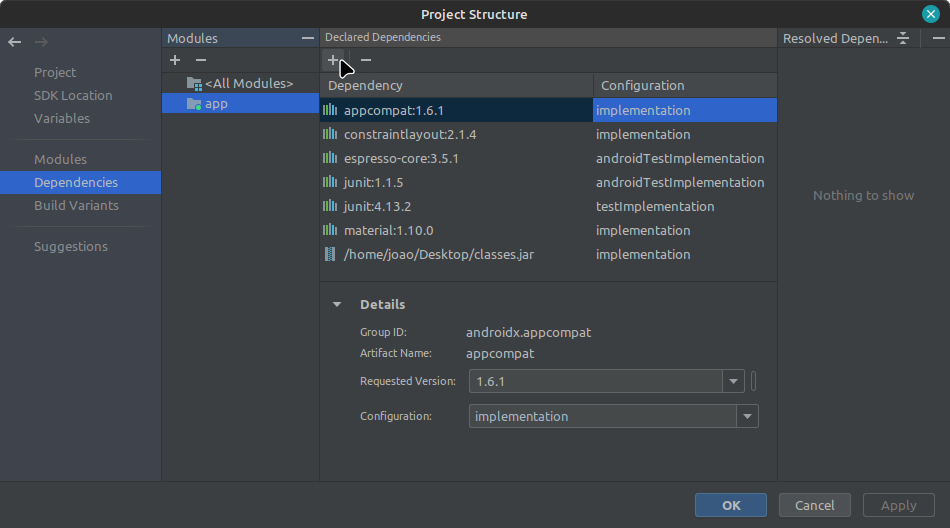 Project Structure
Modules
Declared Dependencies
Resolved Depen...
Project
SDK Location
Variables
Modules
Dependencies
Build Variants
Suggestions
<All Modules>
app
Dependency
Configuration
appcompat:1.6.1
implementation
constraintlayout:2.1.4
implementation
espresso-core:3.5.1
androidTestImplementation
junit:1.1.5
androidTestImplementation
junit:4.13.2
testImplementation
material:1.10.0
implementation
/home/joao/Desktop/classes.jar
implementation
Nothing to show
Details
Group ID:
androidx.appcompat
Artifact Name:
appcompat
Requested Version:
1.6.1
Configuration:
implementation
OK
Cancel
Apply